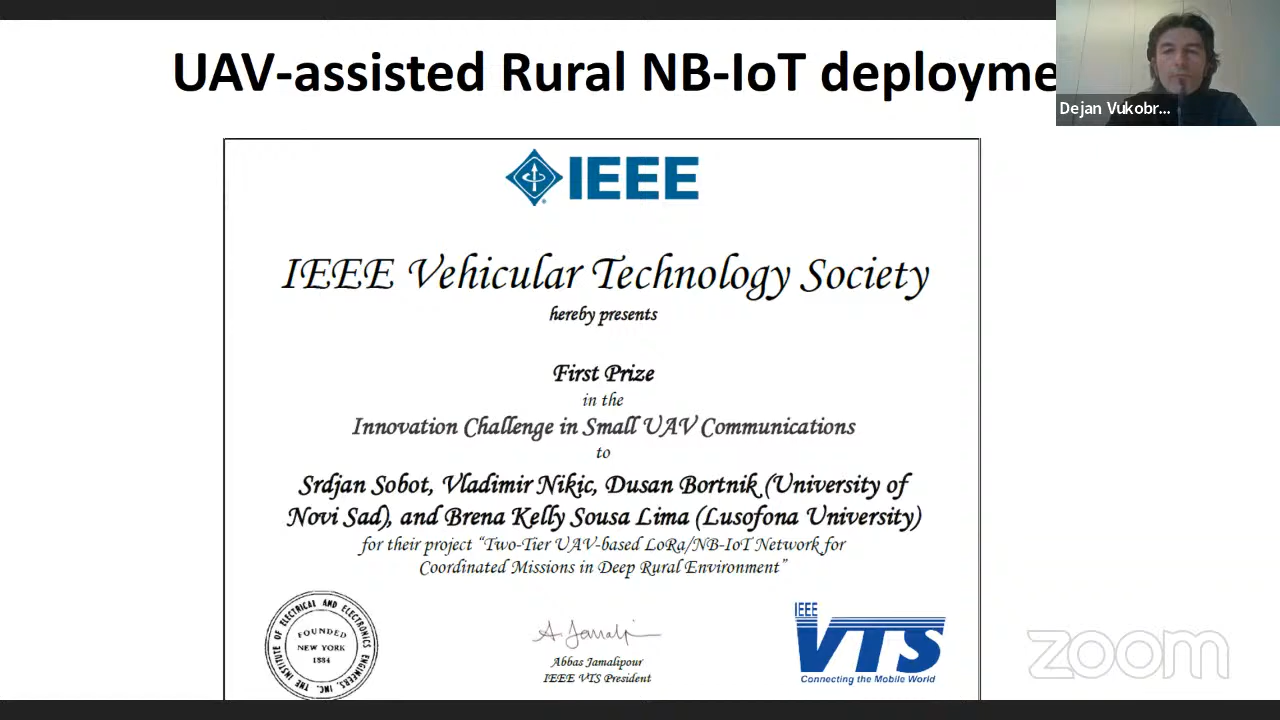 UAV-assisted Rural NB-IoT deployme
Dejan Vukobr...
IEEE
IEEE Vehicular Technology Society
hereby presents
First Prize
in the
Innovation Challenge in Small UAV Communications
to
Srdjan Sobot, Vladimir Nikic, Dusan Bortnik (University of
Novi Sad), and Brena Kelly Sousa Lima (Lusofona University)
for their project “Two-Tier UAV-based LoRa/NB-IoT Network for
Coordinated Missions in Deep Rural Environment”
THE INSTITUTE OF ELECTRICAL AND ELECTRONICS ENGINEERS, INC.
FOUNDED
NEW YORK
1884
A. Jamalip
Abbas Jamalipour
IEEE VTS President
IEEE
VTS
Connecting the Mobile World
zoom